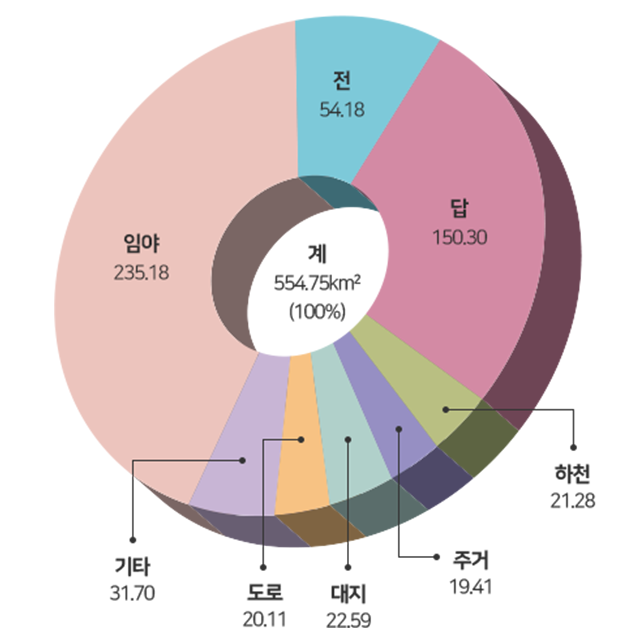 전
54.18
답
150.30
임야
235.18
계
554.75km²
(100%)
하천
21.28
주거
19.41
기타
31.70
도로
20.11
대지
22.59